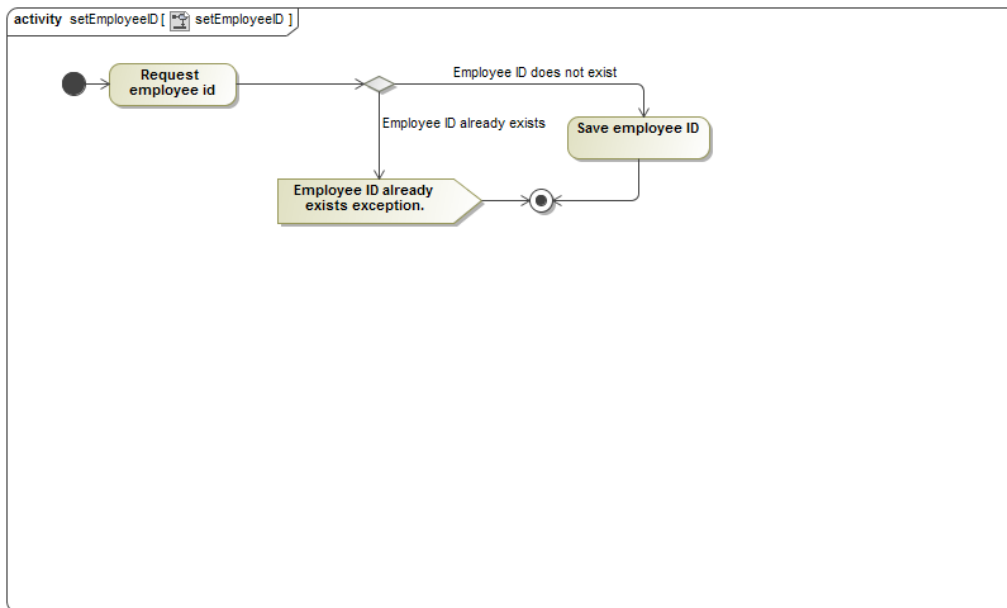 activity setEmployeeID [ setEmployeeID ]
Request
employee id
Employee ID does not exist
Employee ID already exists
Save employee ID
Employee ID already
exists exception.